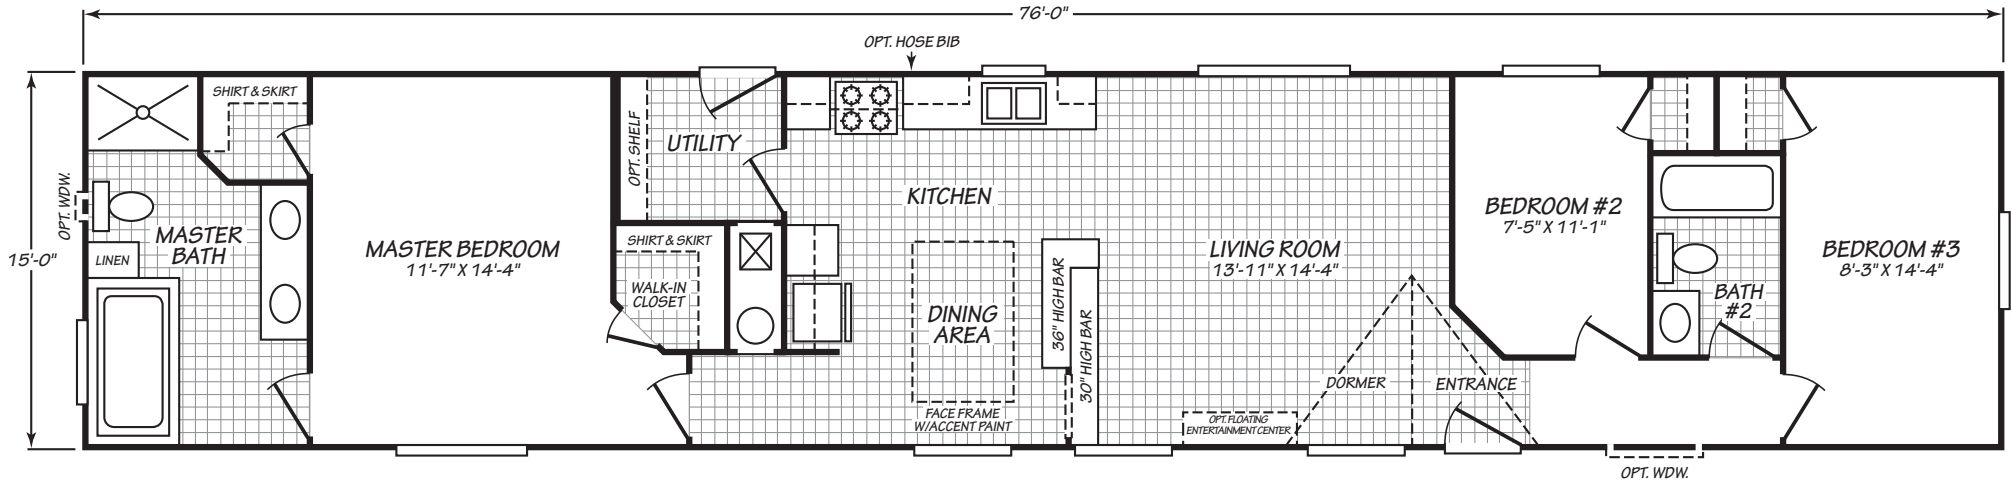 76'-0"
OPT. HOSE BIB
15'-0"
SHIRT & SKIRT
OPT. WDW.
MASTER
BATH
LINEN
MASTER BEDROOM
11'-7" X 14'-4"
OPT. SHELF
UTILITY
SHIRT & SKIRT
WALK-IN
CLOSET
KITCHEN
DINING
AREA
FACE FRAME
W/ACCENT PAINT
36" HIGH BAR
30" HIGH BAR
LIVING ROOM
13'-11" X 14'-4"
DORMER
ENTRANCE
OPT. FLOATING
ENTERTAINMENT CENTER
BEDROOM #2
7'-5" X 11'-1"
BATH
#2
BEDROOM #3
8'-3" X 14'-4"
OPT. WDW.